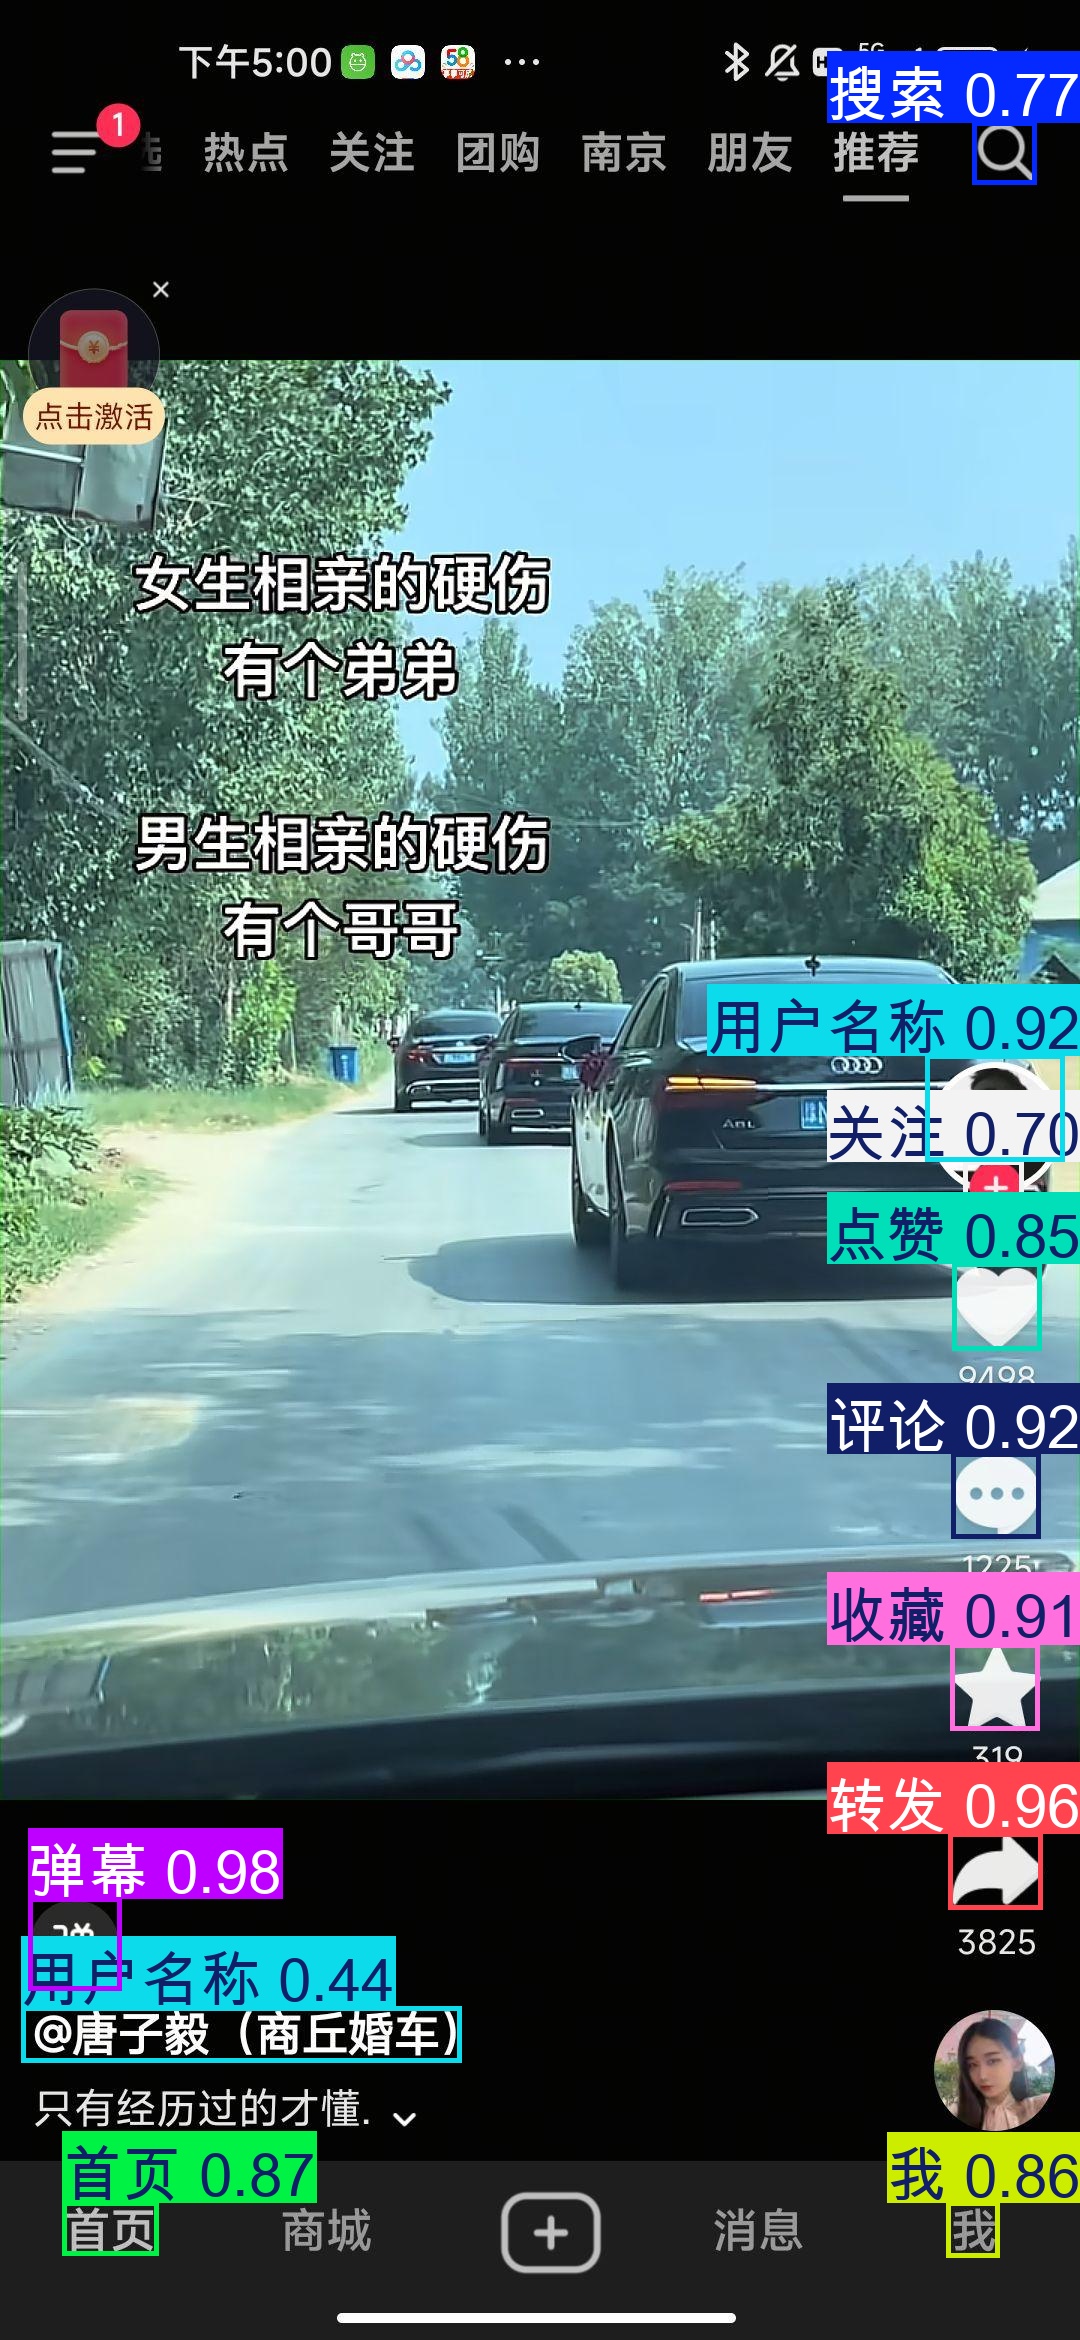 下午5:00
58
5G
搜索 0.77
1
选 热点 关注 团购 南京 朋友 推荐
点击激活
女生相亲的硬伤
有个弟弟
男生相亲的硬伤
有个哥哥
用户名称 0.92
A8L
关注 0.70
点赞 0.85
9498
评论 0.92
1225
收藏 0.91
319
转发 0.96
3825
弹幕 0.98
弹
用户名称 0.44
@唐子毅（商丘婚车）
只有经历过的才懂.
首页 0.87
我 0.86
首页 商城 消息 我